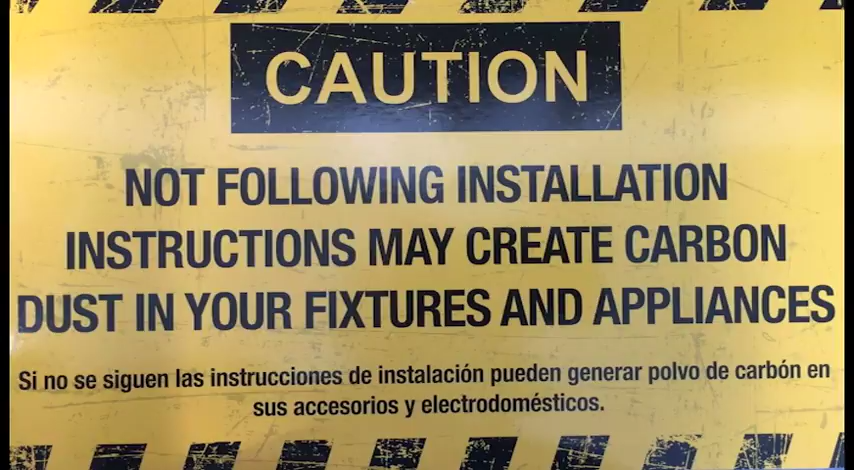 CAUTION
NOT FOLLOWING INSTALLATION
INSTRUCTIONS MAY CREATE CARBON
DUST IN YOUR FIXTURES AND APPLIANCES
Si no se siguen las instrucciones de instalación pueden generar polvo de carbón en
sus accesorios y electrodomésticos.